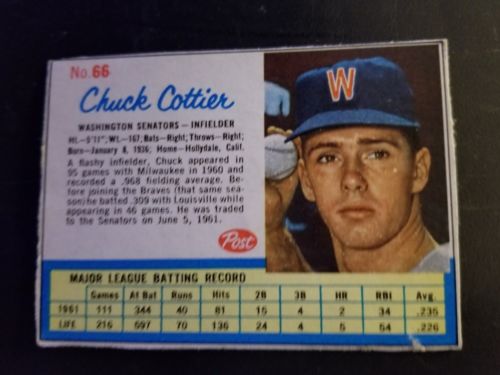 No. 66
W
Chuck Cottier
WASHINGTON SENATORS — INFIELDER
Ht.-5'11"; Wt.-167; Bats-Right; Throws-Right;
Born-January 8, 1936; Home-Hollydale, Calif.
A flashy infielder, Chuck appeared in
95 games with Milwaukee in 1960 and
recorded a .968 fielding average. Be-
fore joining the Braves (that same sea-
son) he batted .309 with Louisville while
appearing in 46 games. He was traded
to the Senators on June 5, 1961.
Post
MAJOR LEAGUE BATTING RECORD
Games At Bat Runs Hits 2B 3B HR RBI Avg.
1961 111 344 40 81 15 4 2 34 .235
LIFE 216 597 70 136 24 4 5 54